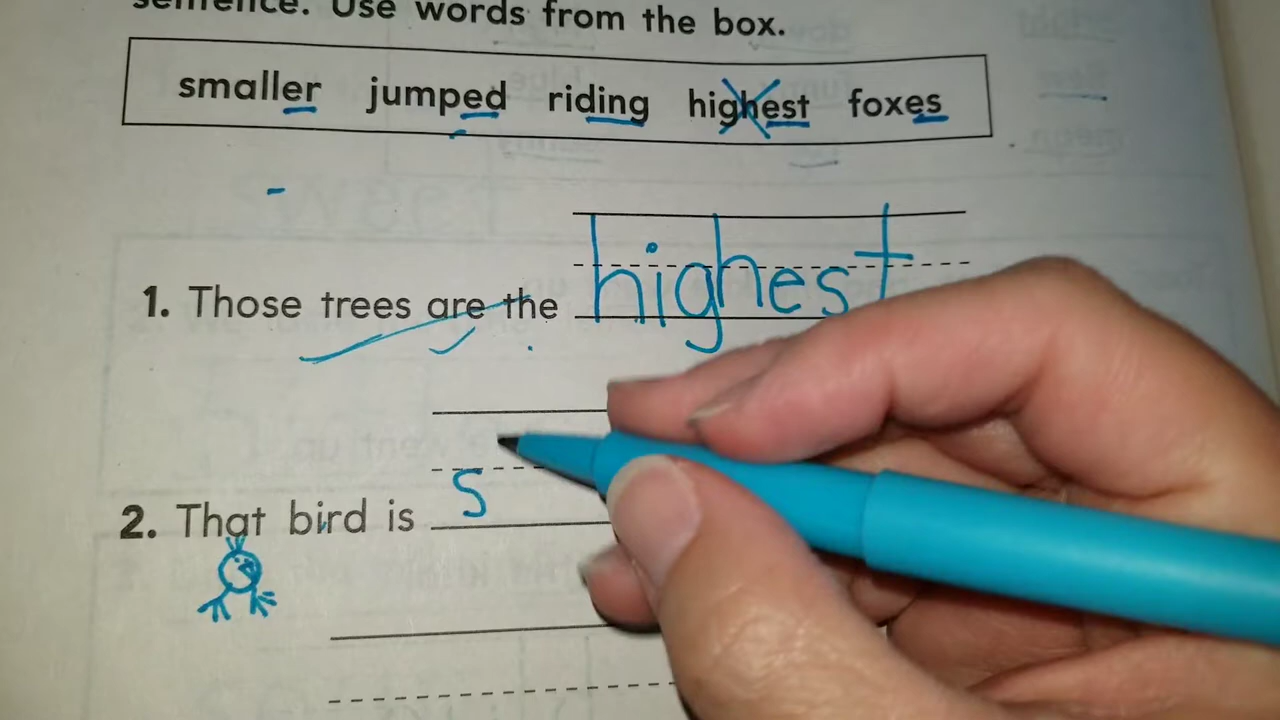 sentence. Use words from the box.
smaller jumped riding highest foxes
1. Those trees are the highest
2. That bird is s